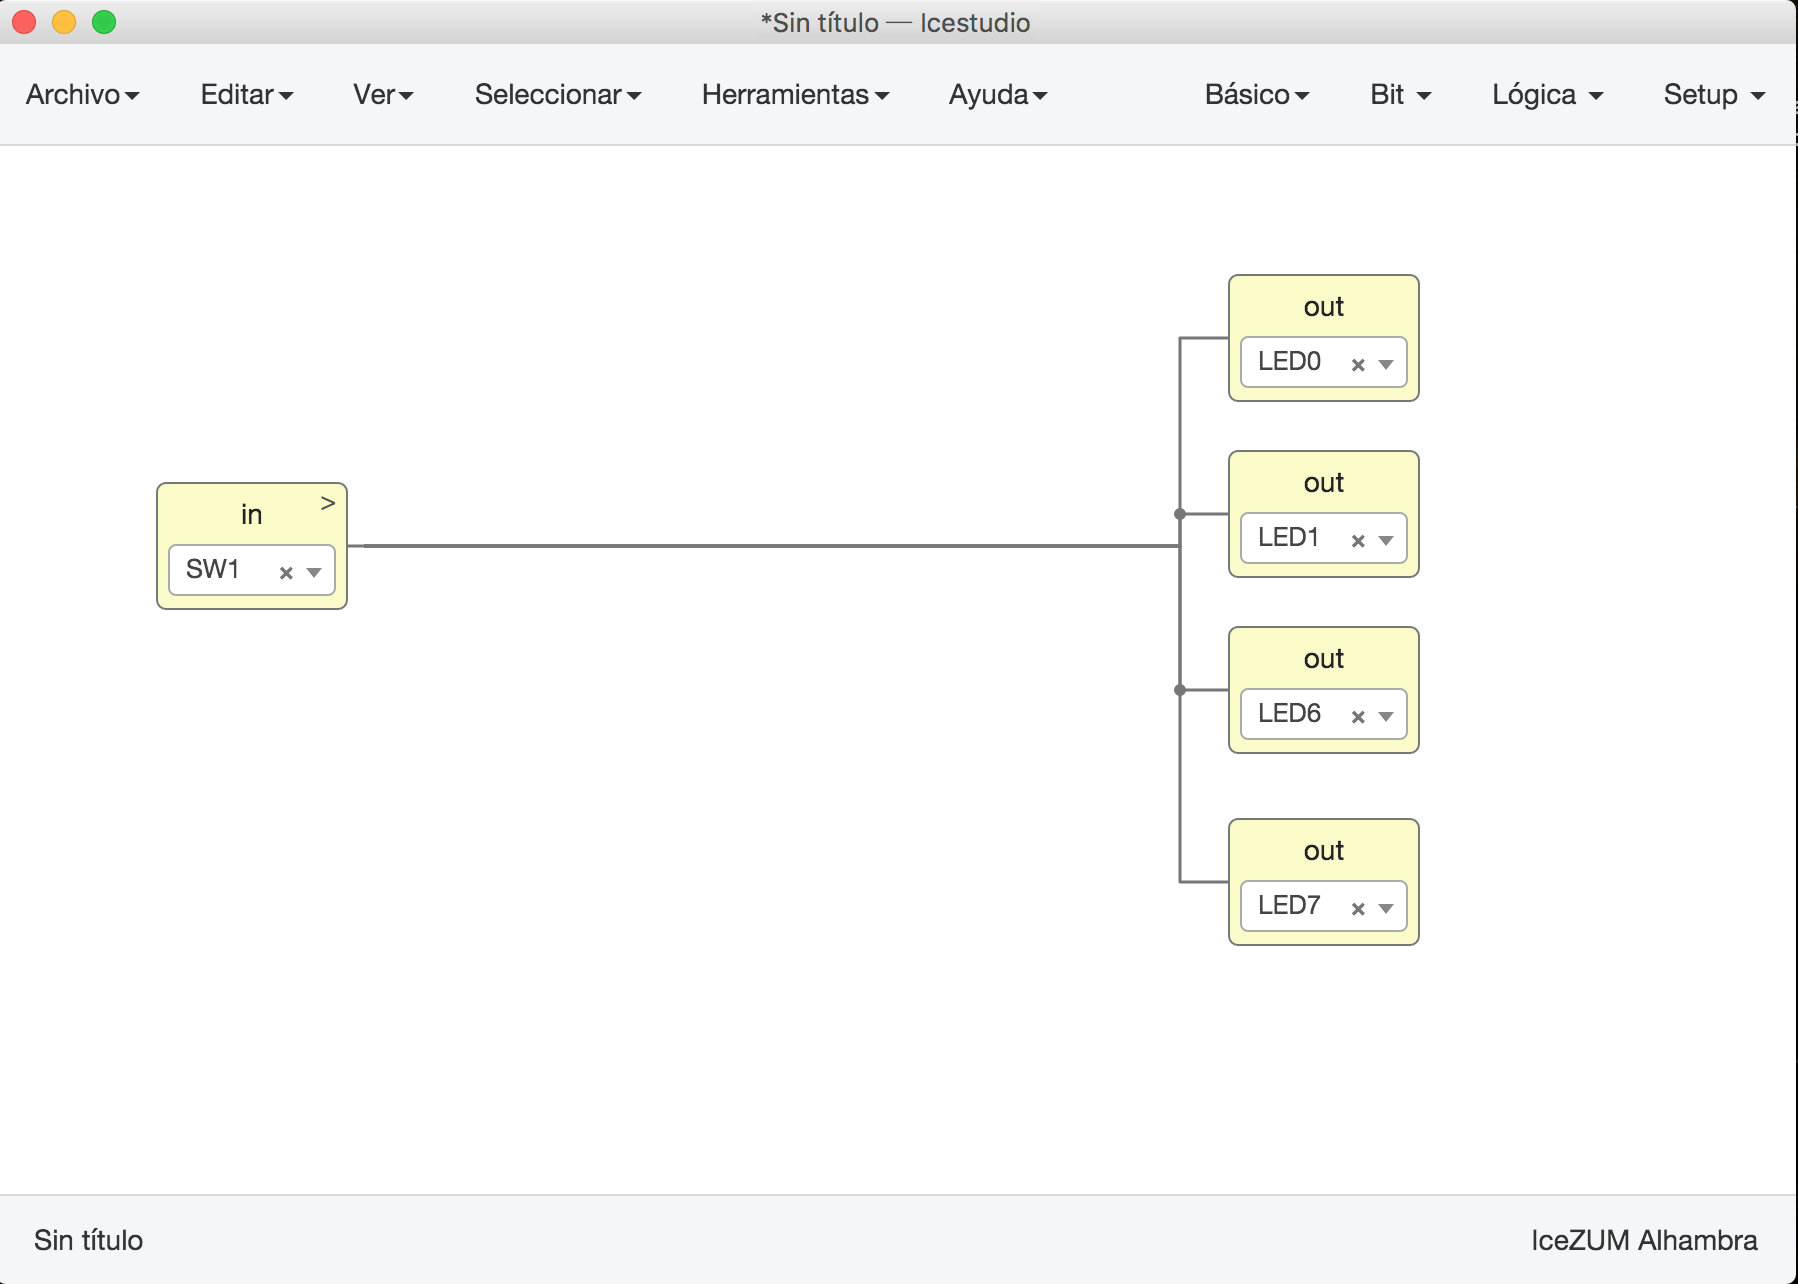 *Sin título — Icestudio
Archivo Editar Ver Seleccionar Herramientas Ayuda Básico Bit Lógica Setup
out
LED0
out
LED1
in >
SW1
out
LED6
out
LED7
Sin título IceZUM Alhambra